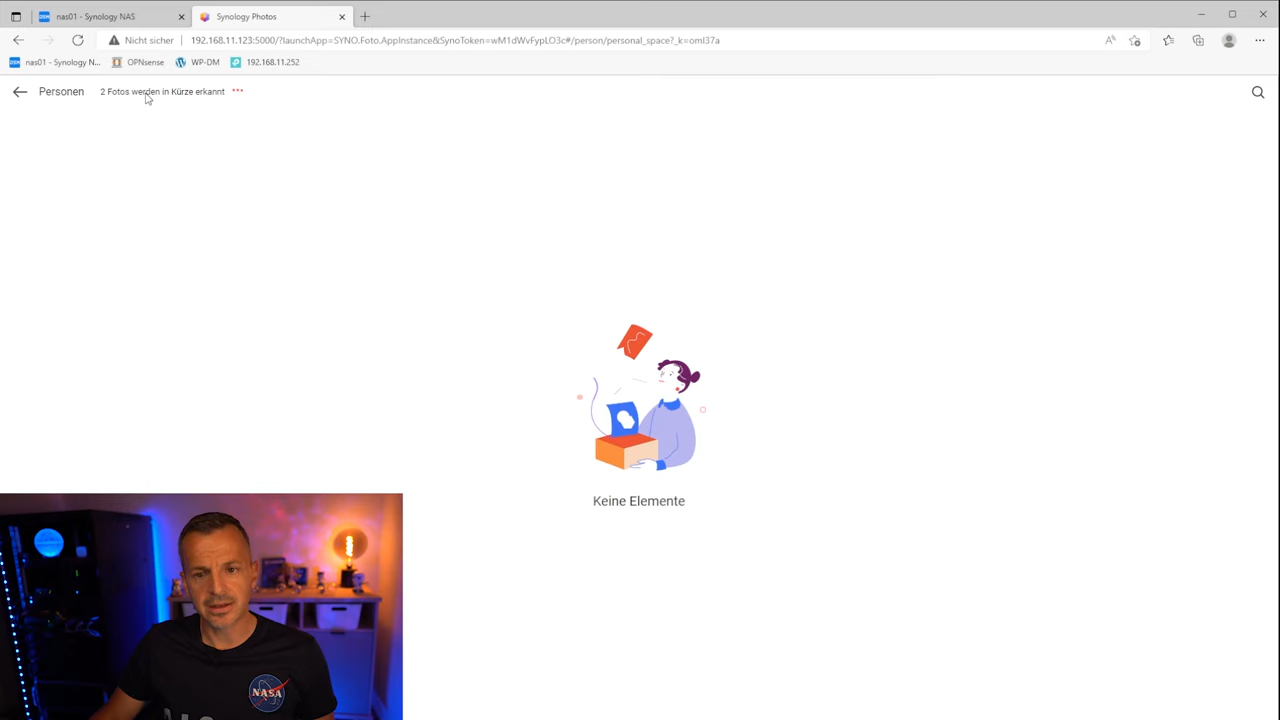 nas01 - Synology NAS
Synology Photos
Nicht sicher
192.168.11.123:5000/?launchApp=SYNO.Foto.AppInstance&SynoToken=wM1dWvFypLO3c#/person/personal_space?_k=oml37a
nas01 - Synology N...
OPNsense
WP-DM
192.168.11.252
Personen
2 Fotos werden in Kürze erkannt
Keine Elemente
NASA